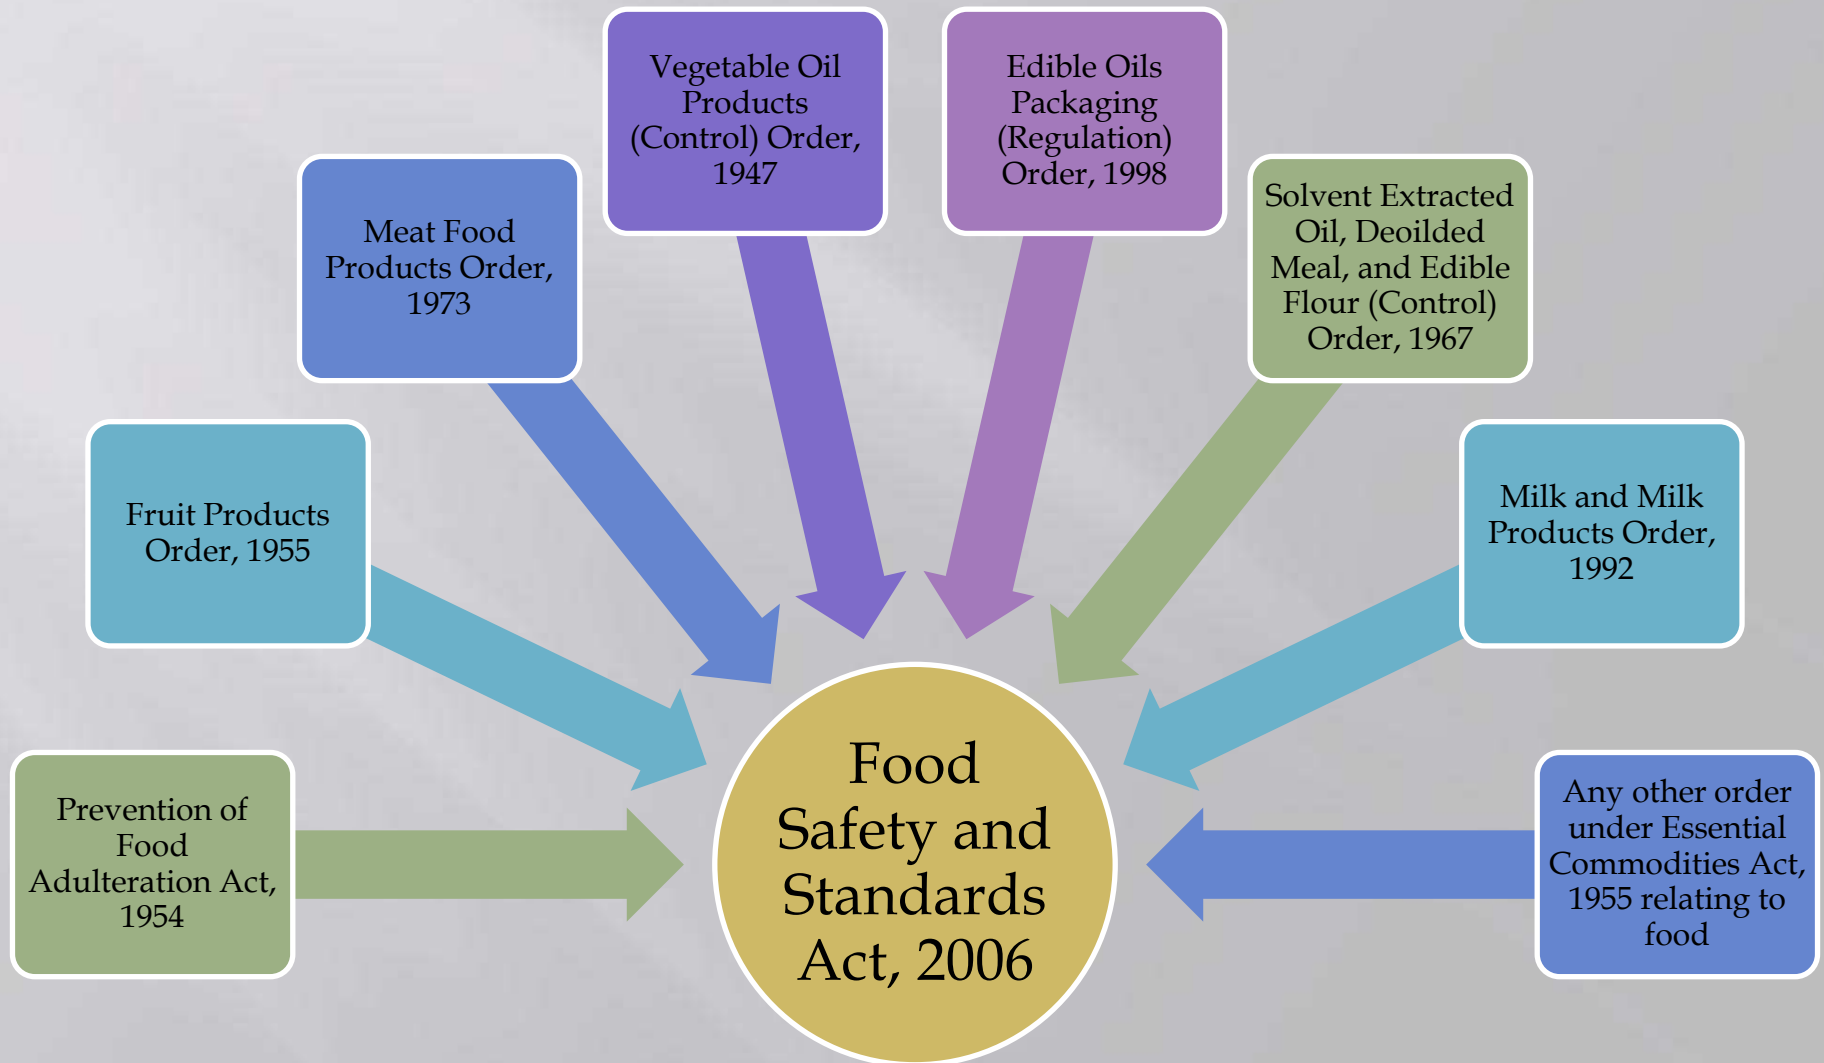 Vegetable Oil
Products
(Control) Order,
1947
Edible Oils
Packaging
(Regulation)
Order, 1998
Meat Food
Products Order,
1973
Solvent Extracted
Oil, Deoilded
Meal, and Edible
Flour (Control)
Order, 1967
Fruit Products
Order, 1955
Milk and Milk
Products Order,
1992
Prevention of
Food
Adulteration Act,
1954
Food
Safety and
Standards
Act, 2006
Any other order
under Essential
Commodities Act,
1955 relating to
food